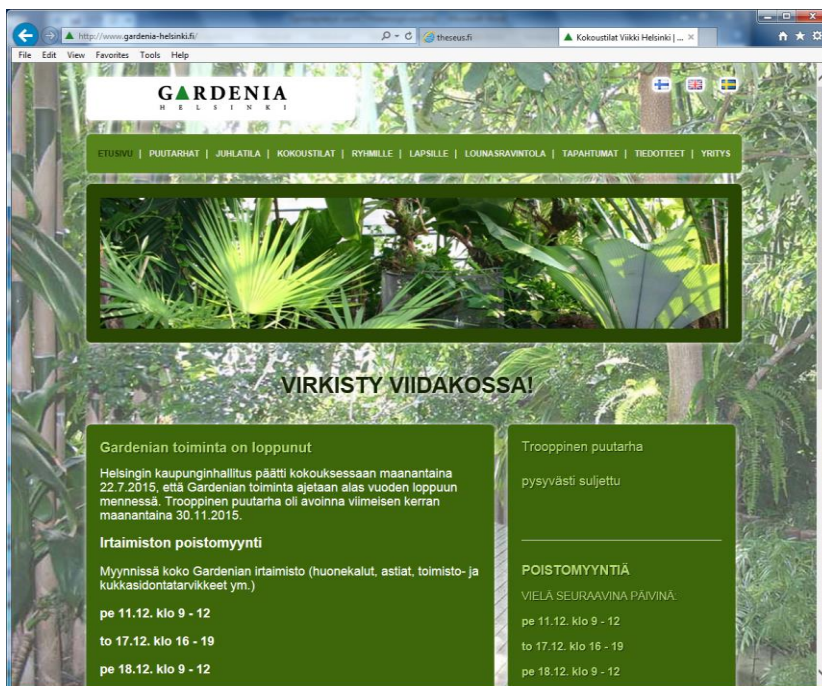 http://www.gardenia-helsinki.fi/
theseus.fi
Kokoustilat Viikki Helsinki | ...
File Edit View Favorites Tools Help
GARDENIA
HELSINKI
ETUSIVU | PUUTARHAT | JUHLATILA | KOKOUSTILAT | RYHMILLE | LAPSILLE | LOUNASRAVINTOLA | TAPAHTUMAT | TIEDOTTEET | YRITYS
VIRKISTY VIIDAKOSSA!
Gardenian toiminta on loppunut
Helsingin kaupunginhallitus päätti kokouksessaan maanantaina
22.7.2015, että Gardenian toiminta ajetaan alas vuoden loppuun
mennessä. Trooppinen puutarha oli avoinna viimeisen kerran
maanantaina 30.11.2015.
Irtaimiston poistomyynti
Myynnissä koko Gardenian irtaimisto (huonekalut, astiat, toimisto- ja
kukkasidontatarvikkeet ym.)
pe 11.12. klo 9 - 12
to 17.12. klo 16 - 19
pe 18.12. klo 9 - 12
Trooppinen puutarha
pysyvästi suljettu
POISTOMYYNTIÄ
VIELÄ SEURAAVINA PÄIVINÄ:
pe 11.12. klo 9 - 12
to 17.12. klo 16 - 19
pe 18.12. klo 9 - 12